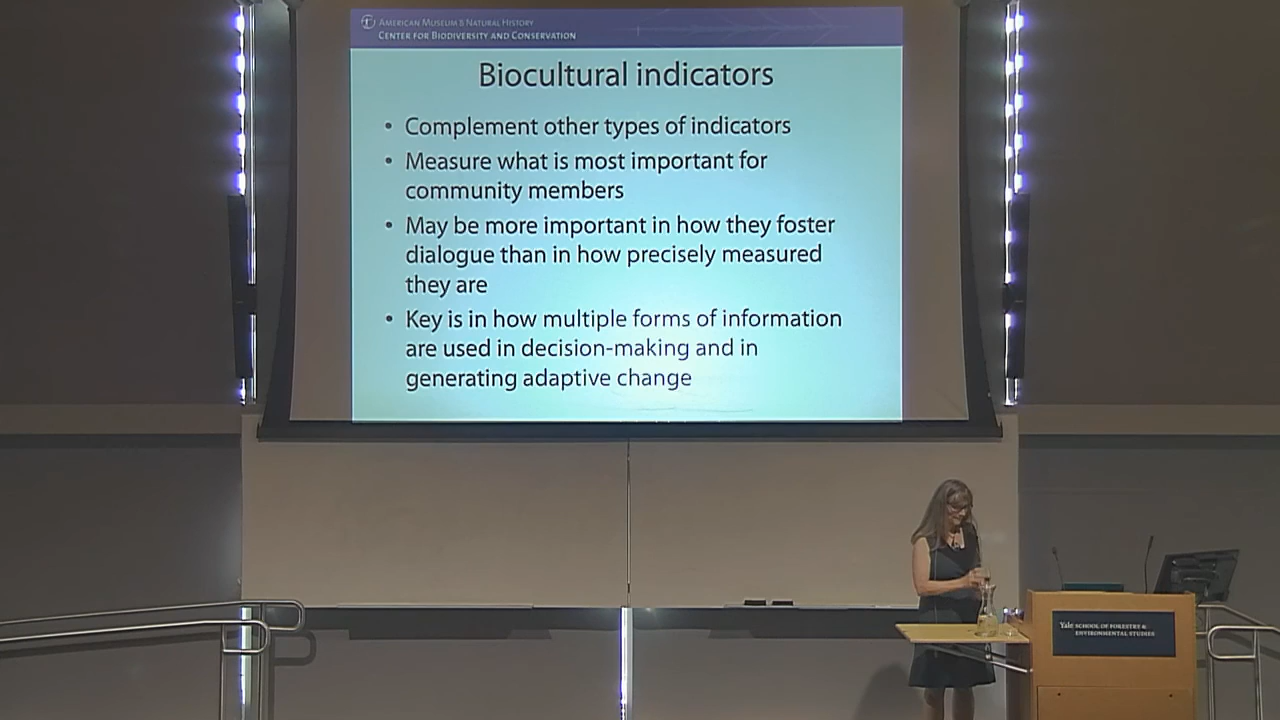 AMERICAN MUSEUM & NATURAL HISTORY
CENTER FOR BIODIVERSITY AND CONSERVATION
Biocultural indicators
• Complement other types of indicators
• Measure what is most important for
community members
• May be more important in how they foster
dialogue than in how precisely measured
they are
• Key is in how multiple forms of information
are used in decision-making and in
generating adaptive change
Yale SCHOOL OF FORESTRY &
ENVIRONMENTAL STUDIES